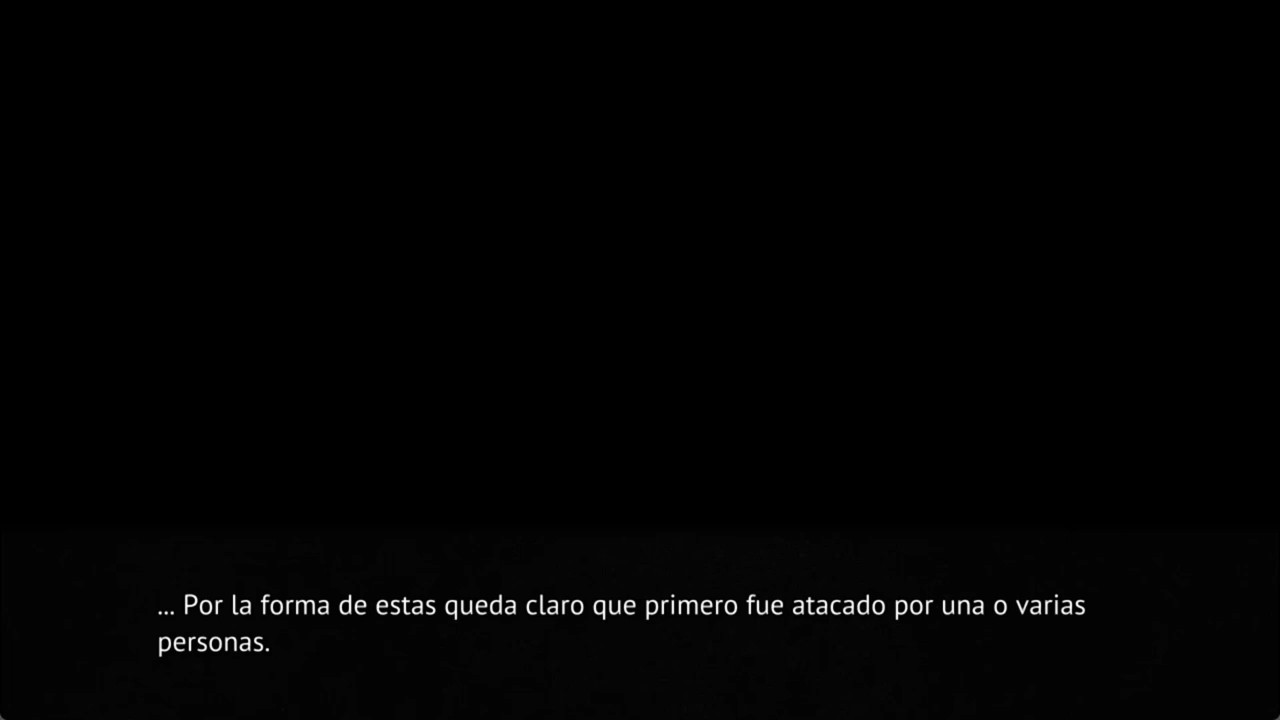 ... Por la forma de estas queda claro que primero fue atacado por una o varias
personas.